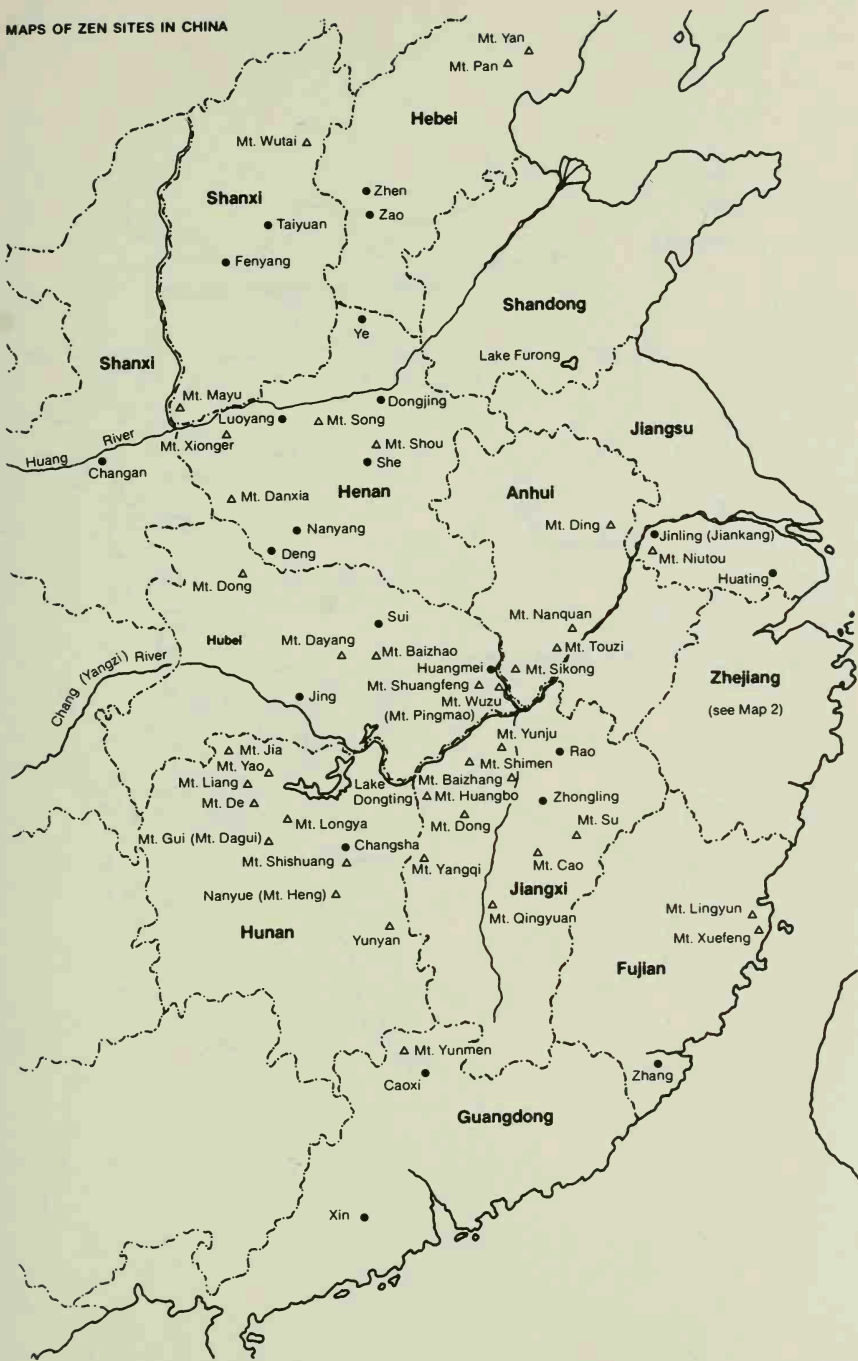 MAPS OF ZEN SITES IN CHINA
Mt. Yan
Mt. Pan
Hebei
Mt. Wutai
Zhen
Shanxi
Zao
Taiyuan
Fenyang
Shandong
Ye
Lake Furong
Shanxi
Mt. Mayu
Dongjing
Luoyang
Mt. Song
Jiangsu
Huang River
Mt. Xionger
Mt. Shou
She
Changan
Henan
Anhui
Mt. Danxia
Mt. Ding
Nanyang
Jinling (Jiankang)
Deng
Mt. Niutou
Mt. Dong
Huating
Sui
Mt. Nanquan
Hubei
Mt. Dayang
Mt. Baizhao
Mt. Touzi
Huangmei
Mt. Sikong
Zhejiang
Chang (Yangzi) River
Mt. Shuangfeng
Jing
Mt. Wuzu
(Mt. Pingmao)
(see Map 2)
Mt. Yunju
Mt. Jia
Rao
Mt. Yao
Mt. Shimen
Mt. Liang
Lake
Dongting
Mt. Baizhang
Mt. De
Mt. Huangbo
Zhongling
Mt. Longya
Mt. Dong
Mt. Su
Mt. Gui (Mt. Dagui)
Changsha
Mt. Shishuang
Mt. Yangqi
Mt. Cao
Jiangxi
Nanyue (Mt. Heng)
Mt. Qingyuan
Mt. Lingyun
Hunan
Yunyan
Mt. Xuefeng
Fujian
Mt. Yunmen
Zhang
Caoxi
Guangdong
Xin